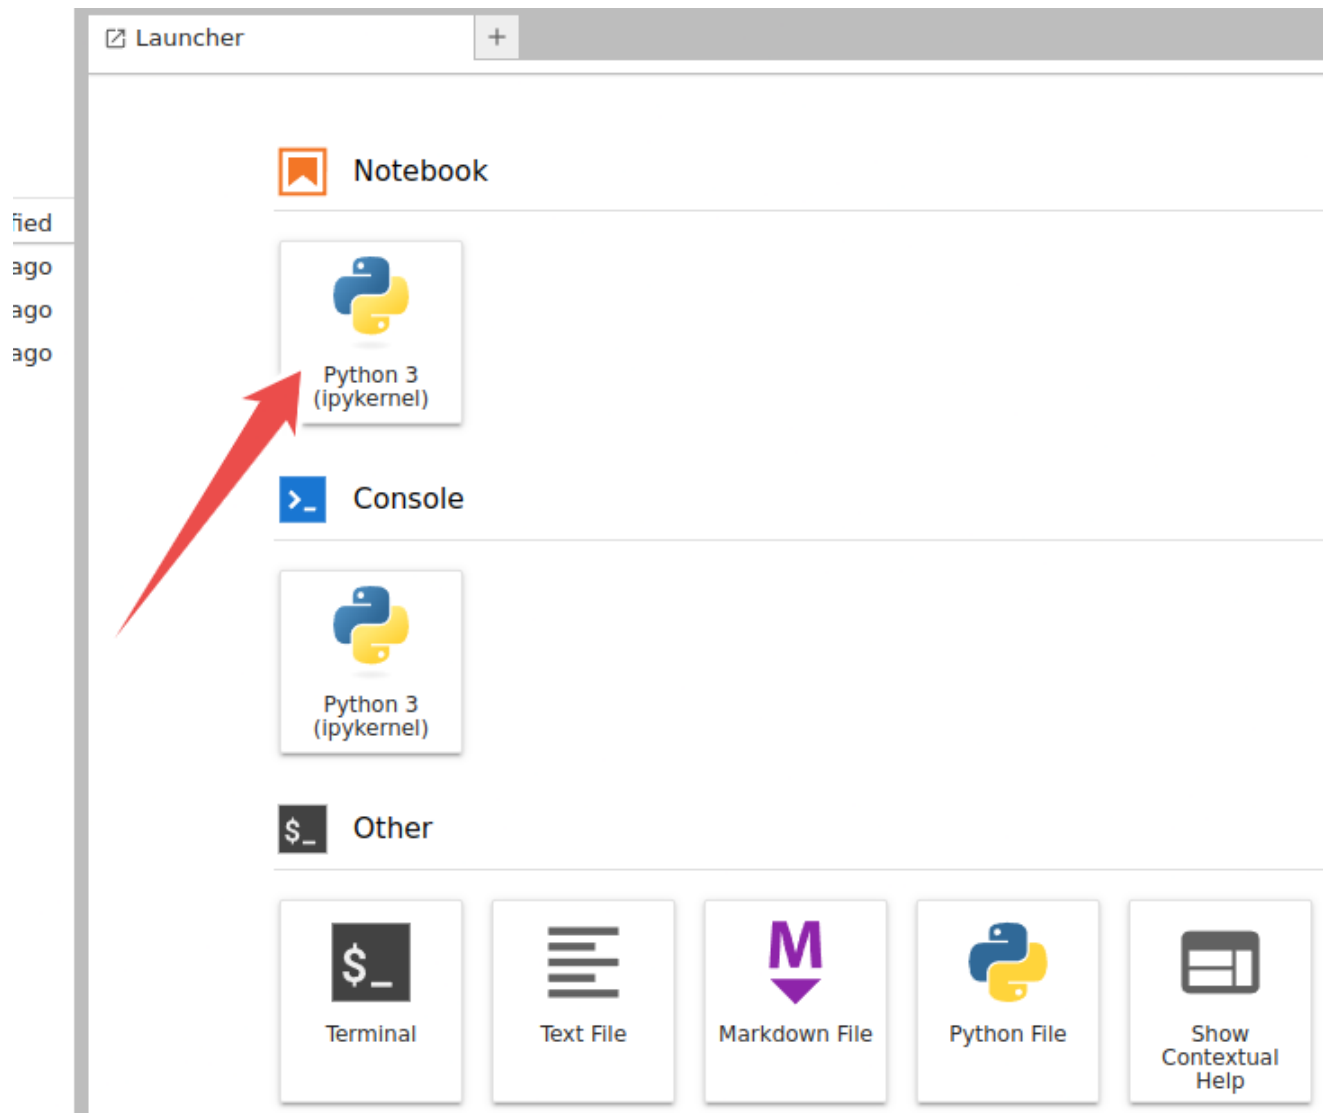 Launcher
+
Notebook
fied
ago
ago
ago
Python 3
(ipykernel)
Console
Python 3
(ipykernel)
$_
Other
$_
M
Terminal
Text File
Markdown File
Python File
Show
Contextual
Help